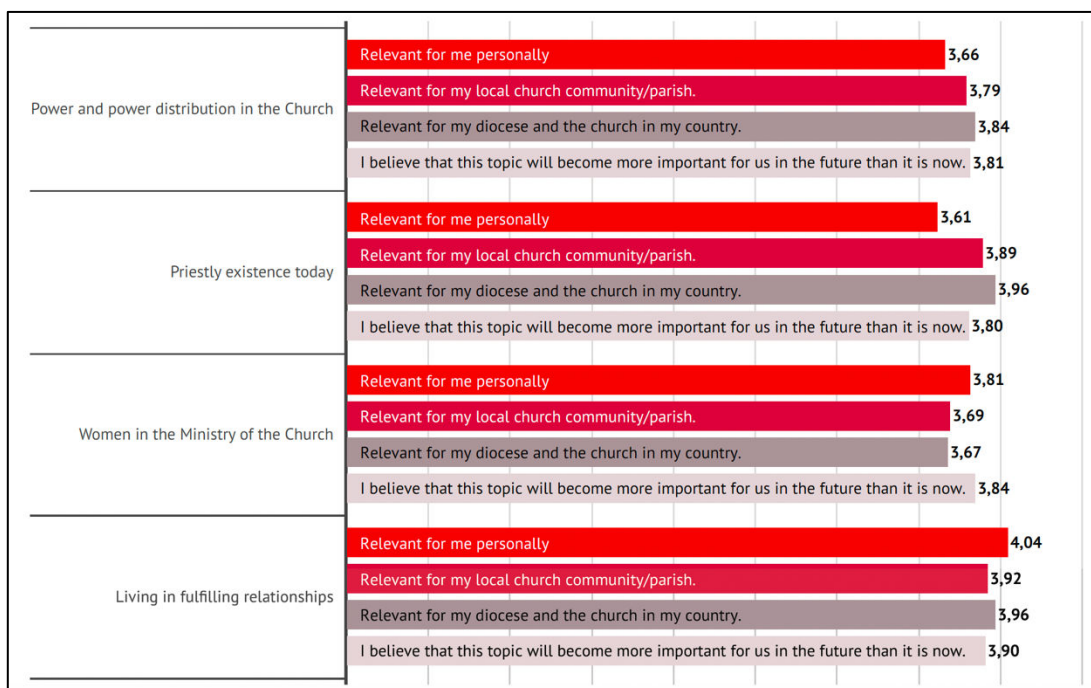 Power and power distribution in the Church
Relevant for me personally 3,66
Relevant for my local church community/parish. 3,79
Relevant for my diocese and the church in my country. 3,84
I believe that this topic will become more important for us in the future than it is now. 3,81
Priestly existence today
Relevant for me personally 3,61
Relevant for my local church community/parish. 3,89
Relevant for my diocese and the church in my country. 3,96
I believe that this topic will become more important for us in the future than it is now. 3,80
Women in the Ministry of the Church
Relevant for me personally 3,81
Relevant for my local church community/parish. 3,69
Relevant for my diocese and the church in my country. 3,67
I believe that this topic will become more important for us in the future than it is now. 3,84
Living in fulfilling relationships
Relevant for me personally 4,04
Relevant for my local church community/parish. 3,92
Relevant for my diocese and the church in my country. 3,96
I believe that this topic will become more important for us in the future than it is now. 3,90